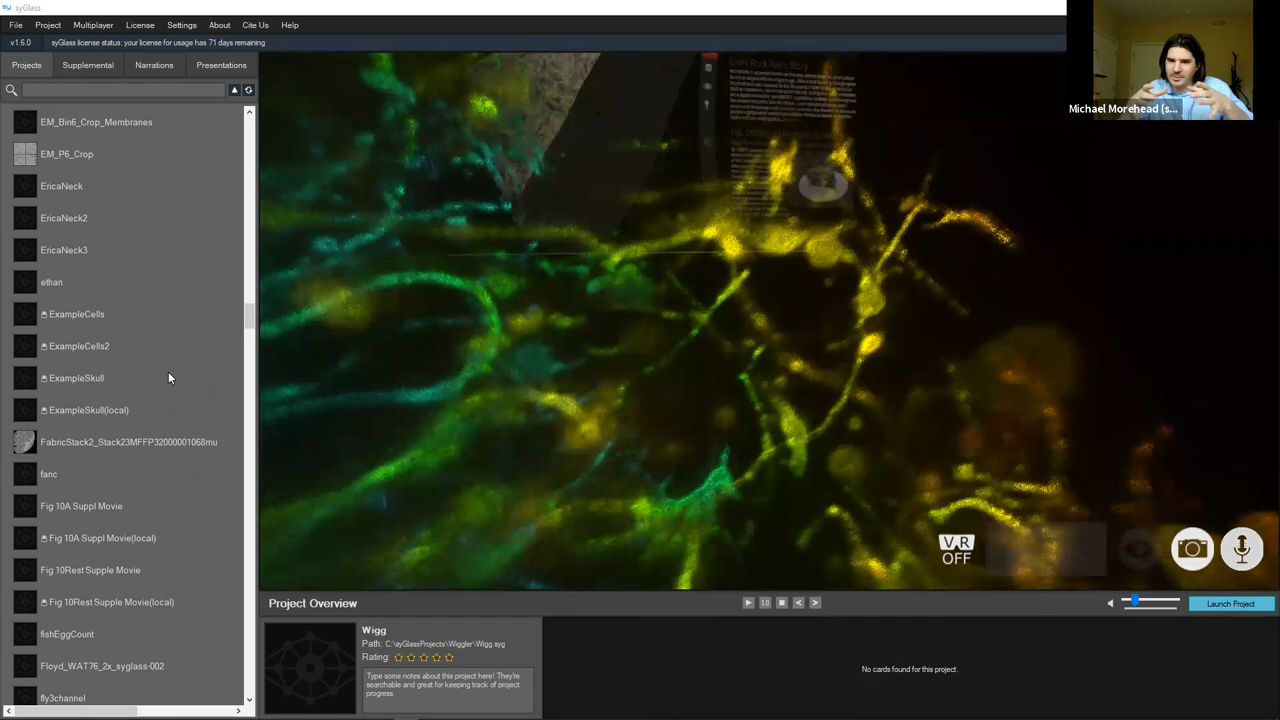 syGlass
File Project Multiplayer License Settings About Cite Us Help
v1.6.0 syGlass license status: your license for usage has 71 days remaining
Projects Supplemental Narrations Presentations
EM_Bin6_Crop_Membranes
EM_P6_Crop
EricaNeck
EricaNeck2
EricaNeck3
ethan
ExampleCells
ExampleCells2
ExampleSkull
ExampleSkull(local)
FabricStack2_Stack23MFFP32000001068mu
fanc
Fig 10A Suppl Movie
Fig 10A Suppl Movie(local)
Fig 10Rest Supple Movie
Fig 10Rest Supple Movie(local)
fishEggCount
Floyd_WAT76_2x_syglass-002
fly3channel
Michael Morehead (s...
VR
OFF
Project Overview
1.0
Launch Project
Wigg
Path: C:\syGlassProjects\Wiggler\Wigg.syg
Rating:
Type some notes about this project here! They're
searchable and great for keeping track of project
progress.
No cards found for this project.